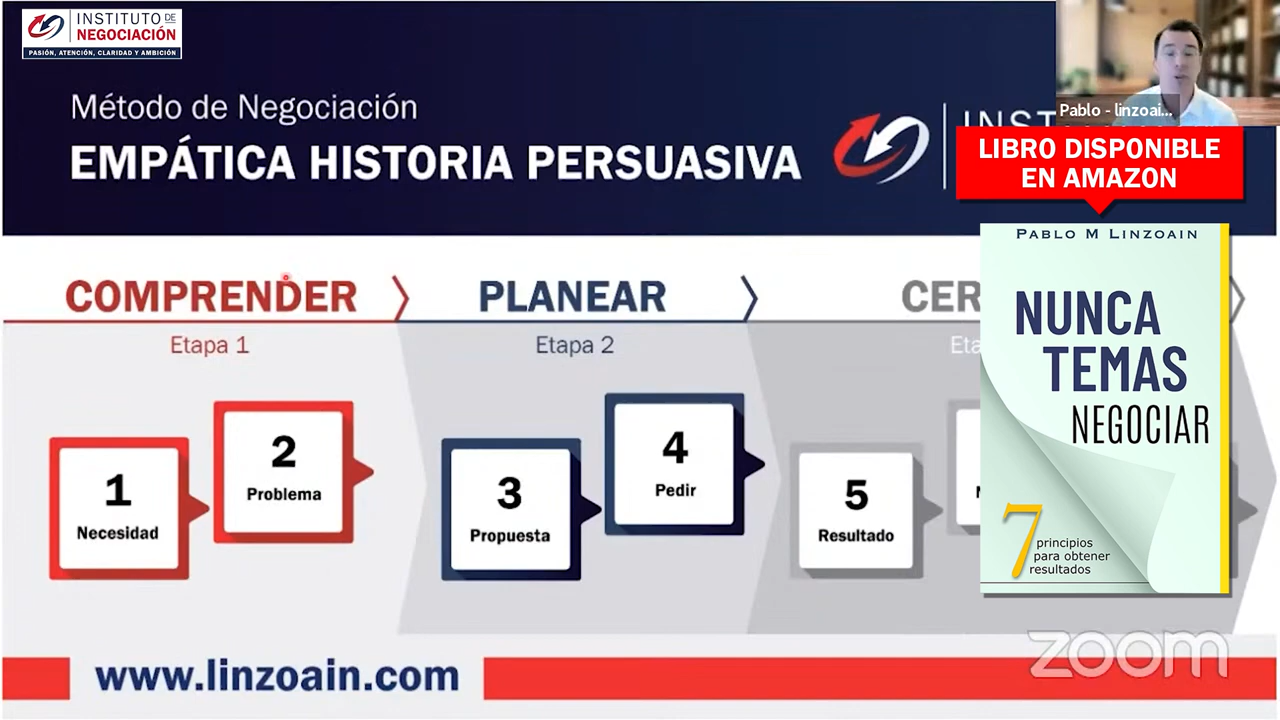 INSTITUTO DE
NEGOCIACIÓN
PASIÓN, ATENCIÓN, CLARIDAD Y AMBICIÓN
Método de Negociación
EMPÁTICA HISTORIA PERSUASIVA
Pablo - linzoai...
LIBRO DISPONIBLE
EN AMAZON
PABLO M LINZOAIN
NUNCA
TEMAS
NEGOCIAR
7 principios
para obtener
resultados
COMPRENDER
Etapa 1
1
Necesidad
2
Problema
PLANEAR
Etapa 2
3
Propuesta
4
Pedir
5
Resultado
zoom
www.linzoain.com